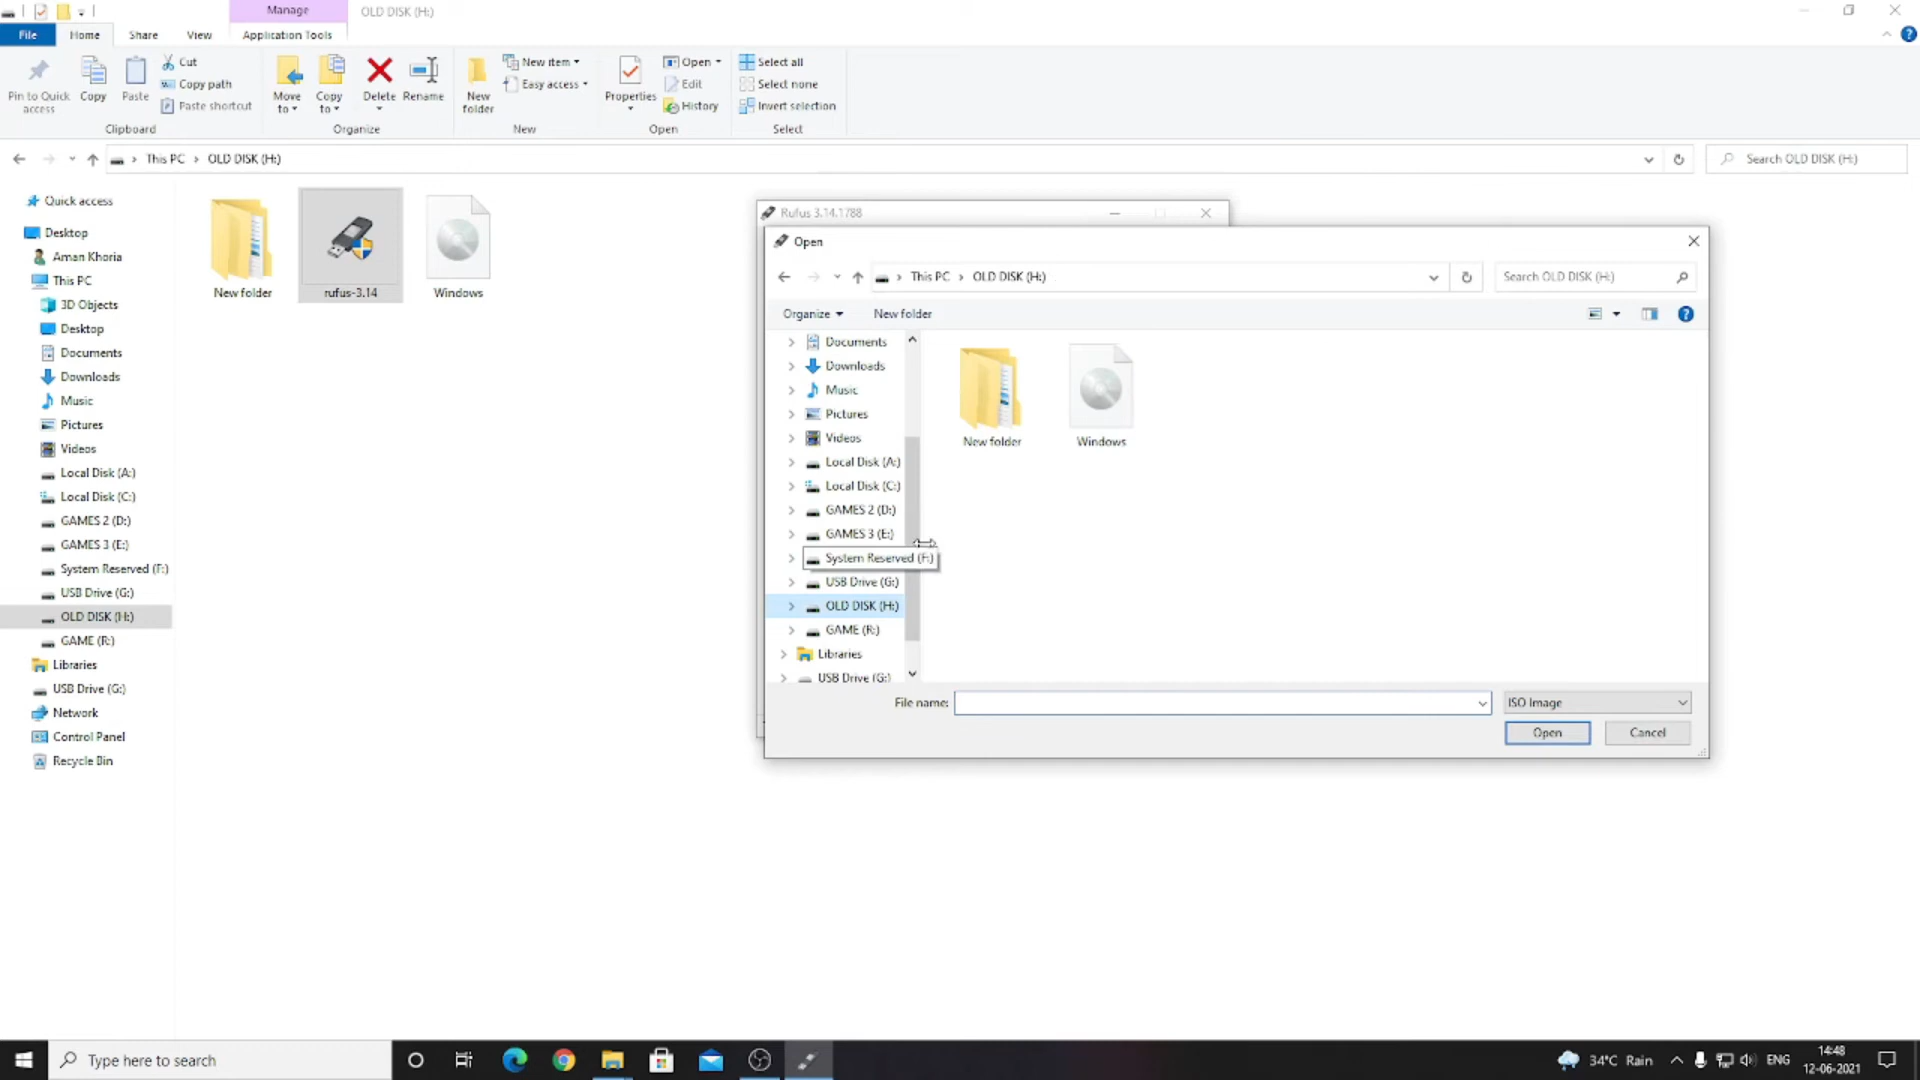 Manage
OLD DISK (H:)
File
Home
Share
View
Application Tools
Pin to Quick access
Copy
Paste
Cut
Copy path
Paste shortcut
Clipboard
Move to
Copy to
Delete
Rename
Organize
New folder
New item
Easy access
New
Properties
Open
Edit
History
Open
Select all
Select none
Invert selection
Select
This PC
OLD DISK (H:)
Search OLD DISK (H:)
Quick access
Desktop
Aman Khoria
This PC
3D Objects
Desktop
Documents
Downloads
Music
Pictures
Videos
Local Disk (A:)
Local Disk (C:)
GAMES 2 (D:)
GAMES 3 (E:)
System Reserved (F:)
USB Drive (G:)
OLD DISK (H:)
GAME (R:)
Libraries
USB Drive (G:)
Network
Control Panel
Recycle Bin
New folder
rufus-3.14
Windows
Rufus 3.14.1788
Open
This PC
OLD DISK (H:)
Search OLD DISK (H:)
Organize
New folder
Documents
Downloads
Music
Pictures
Videos
Local Disk (A:)
Local Disk (C:)
GAMES 2 (D:)
GAMES 3 (E:)
System Reserved (F:)
USB Drive (G:)
OLD DISK (H:)
GAME (R:)
Libraries
USB Drive (G:)
New folder
Windows
File name:
ISO Image
Open
Cancel
Type here to search
34°C Rain
ENG
14:48
12-06-2021